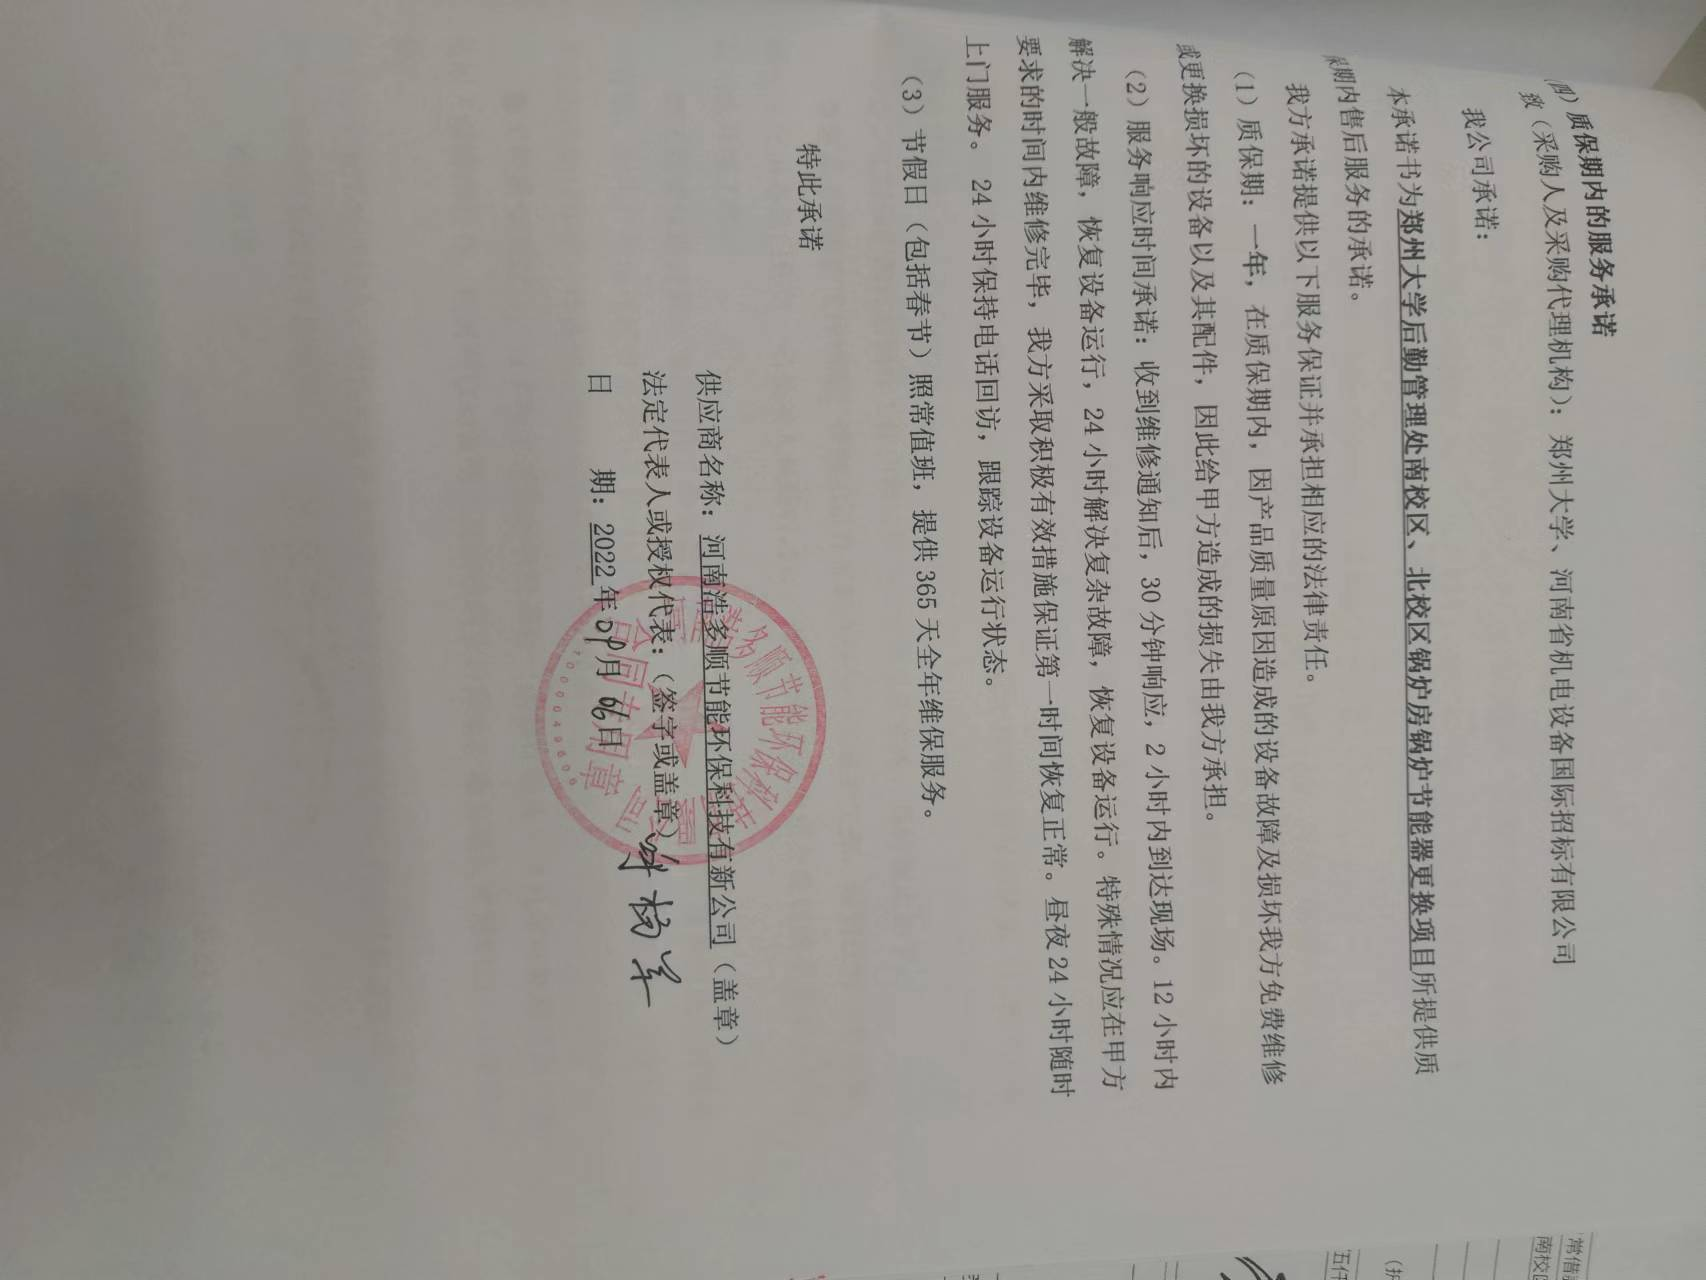 （四）质保期内的服务承诺
致（采购人及采购代理机构）：郑州大学、河南省机电设备国际招标有限公司
我公司承诺：
本承诺书为郑州大学后勤管理处南校区、北校区锅炉房锅炉节能器更换项目所提供质
保期内售后服务的承诺。
我方承诺提供以下服务保证并承担相应的法律责任。
（1）质保期：一年，在质保期内，因产品质量原因造成的设备故障及损坏我方免费维修
或更换损坏的设备以及其配件，因此给甲方造成的损失由我方承担。
（2）服务响应时间承诺：收到维修通知后，30分钟响应，2小时内到达现场。12小时内
解决一般故障，恢复设备运行，24小时解决复杂故障，恢复设备运行。特殊情况应在甲方
要求的时间内维修完毕，我方采取积极有效措施保证第一时间恢复正常。昼夜24小时随时
上门服务。24小时保持电话回访，跟踪设备运行状态。
（3）节假日（包括春节）照常值班，提供365天全年维保服务。
特此承诺
供应商名称：河南浩多顺节能环保科技有新公司（盖章）
法定代表人或授权代表：（签字或盖章）
日 期：2022年09月06日
合同专用章
南校区